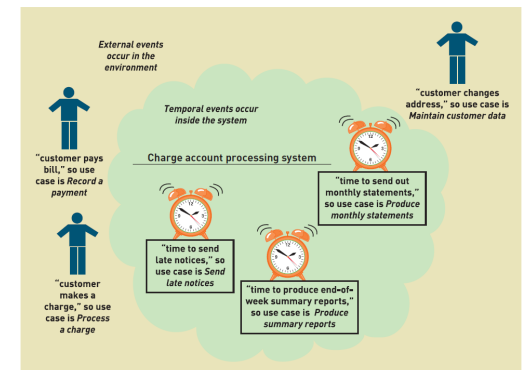 External events
occur in the
environment
"customer changes
address," so use case is
Maintain customer data
Temporal events occur
inside the system
"customer pays
bill," so use
case is Record a
payment
Charge account processing system
"time to send out
monthly statements,"
so use case is Produce
monthly statements
"time to send
late notices," so
use case is Send
late notices
"time to produce end-of-
week summary reports,"
so use case is Produce
summary reports
"customer
makes a
charge," so use
case is Process
a charge